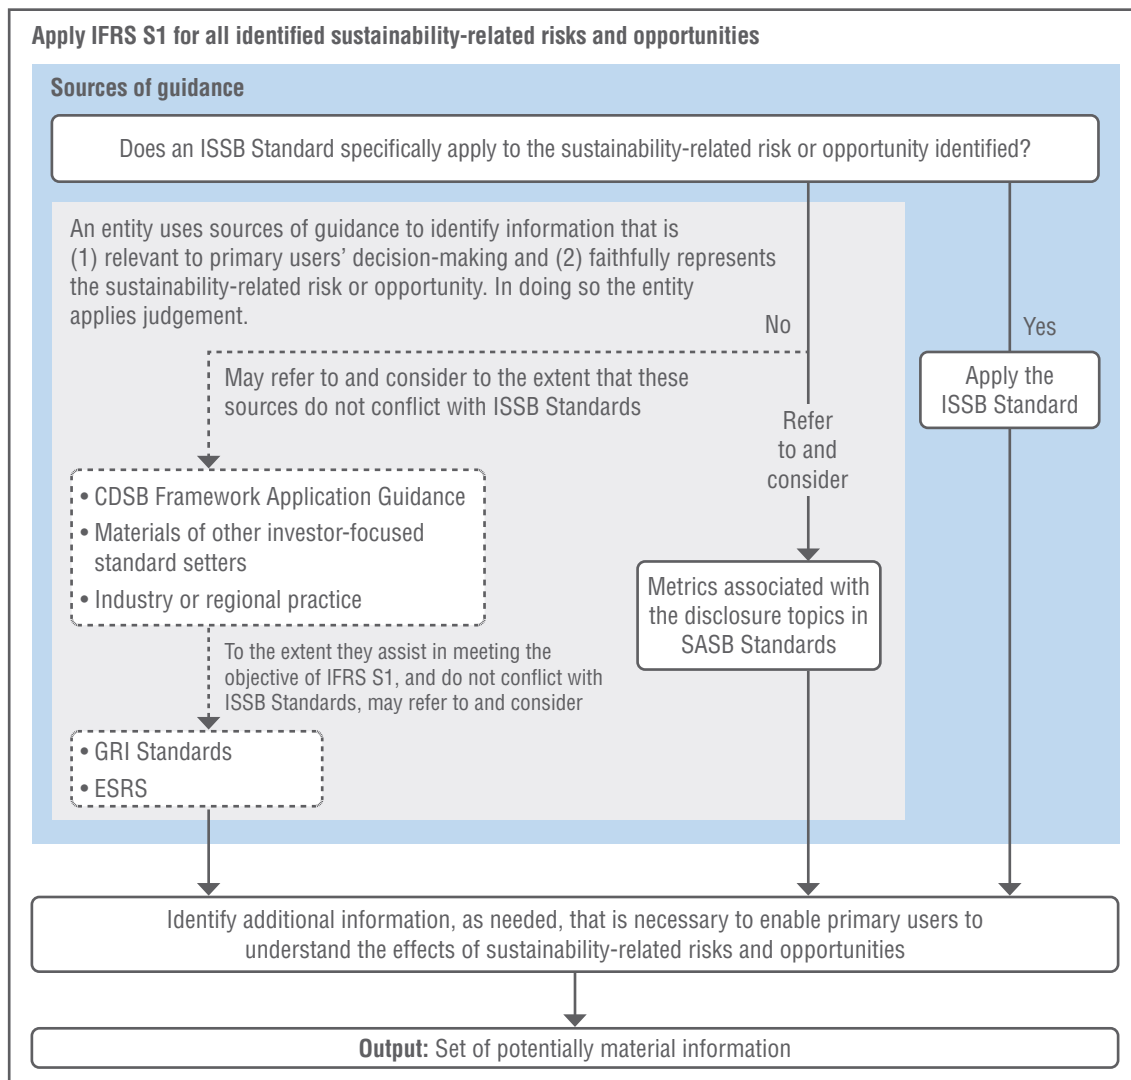 Apply IFRS S1 for all identified sustainability-related risks and opportunities
Sources of guidance
Does an ISSB Standard specifically apply to the sustainability-related risk or opportunity identified?
An entity uses sources of guidance to identify information that is
(1) relevant to primary users’ decision-making and (2) faithfully represents
the sustainability-related risk or opportunity. In doing so the entity
applies judgement.
No
Yes
May refer to and consider to the extent that these
sources do not conflict with ISSB Standards
Apply the
ISSB Standard
Refer
to and
consider
• CDSB Framework Application Guidance
• Materials of other investor-focused
standard setters
• Industry or regional practice
Metrics associated with
the disclosure topics in
SASB Standards
To the extent they assist in meeting the
objective of IFRS S1, and do not conflict with
ISSB Standards, may refer to and consider
• GRI Standards
• ESRS
Identify additional information, as needed, that is necessary to enable primary users to
understand the effects of sustainability-related risks and opportunities
Output: Set of potentially material information